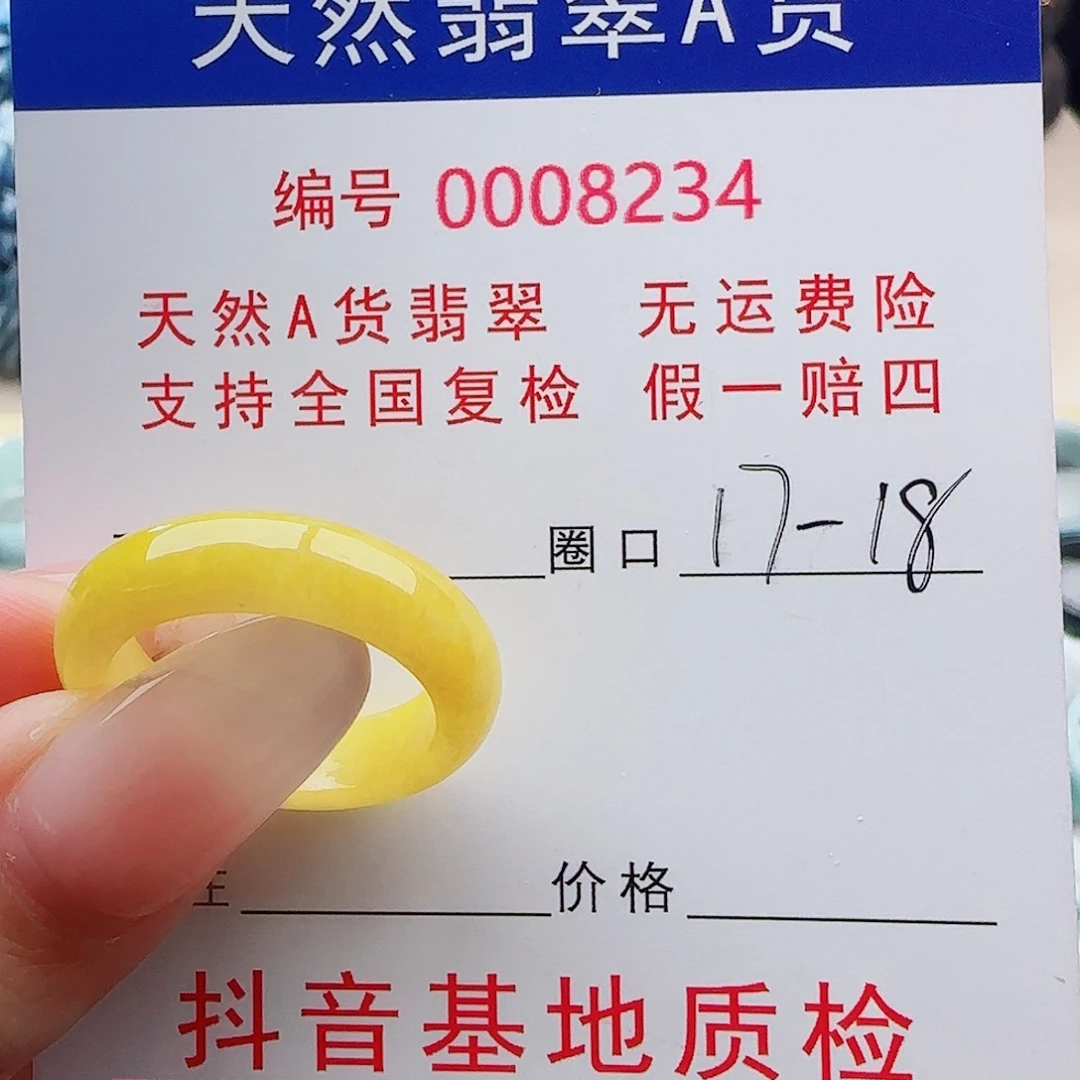 天然翡翠A货
编号 0008234
天然A货翡翠 无运费险
支持全国复检 假一赔四
圈口 17-18
价格
抖音基地质检